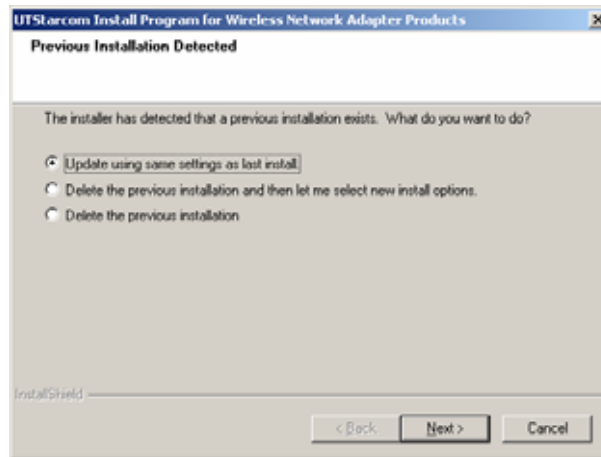 UTStarcom Install Program for Wireless Network Adapter Products
Previous Installation Detected
The installer has detected that a previous installation exists. What do you want to do?
Update using same settings as last install.
Delete the previous installation and then let me select new install options.
Delete the previous installation
InstallShield
< Back
Next >
Cancel